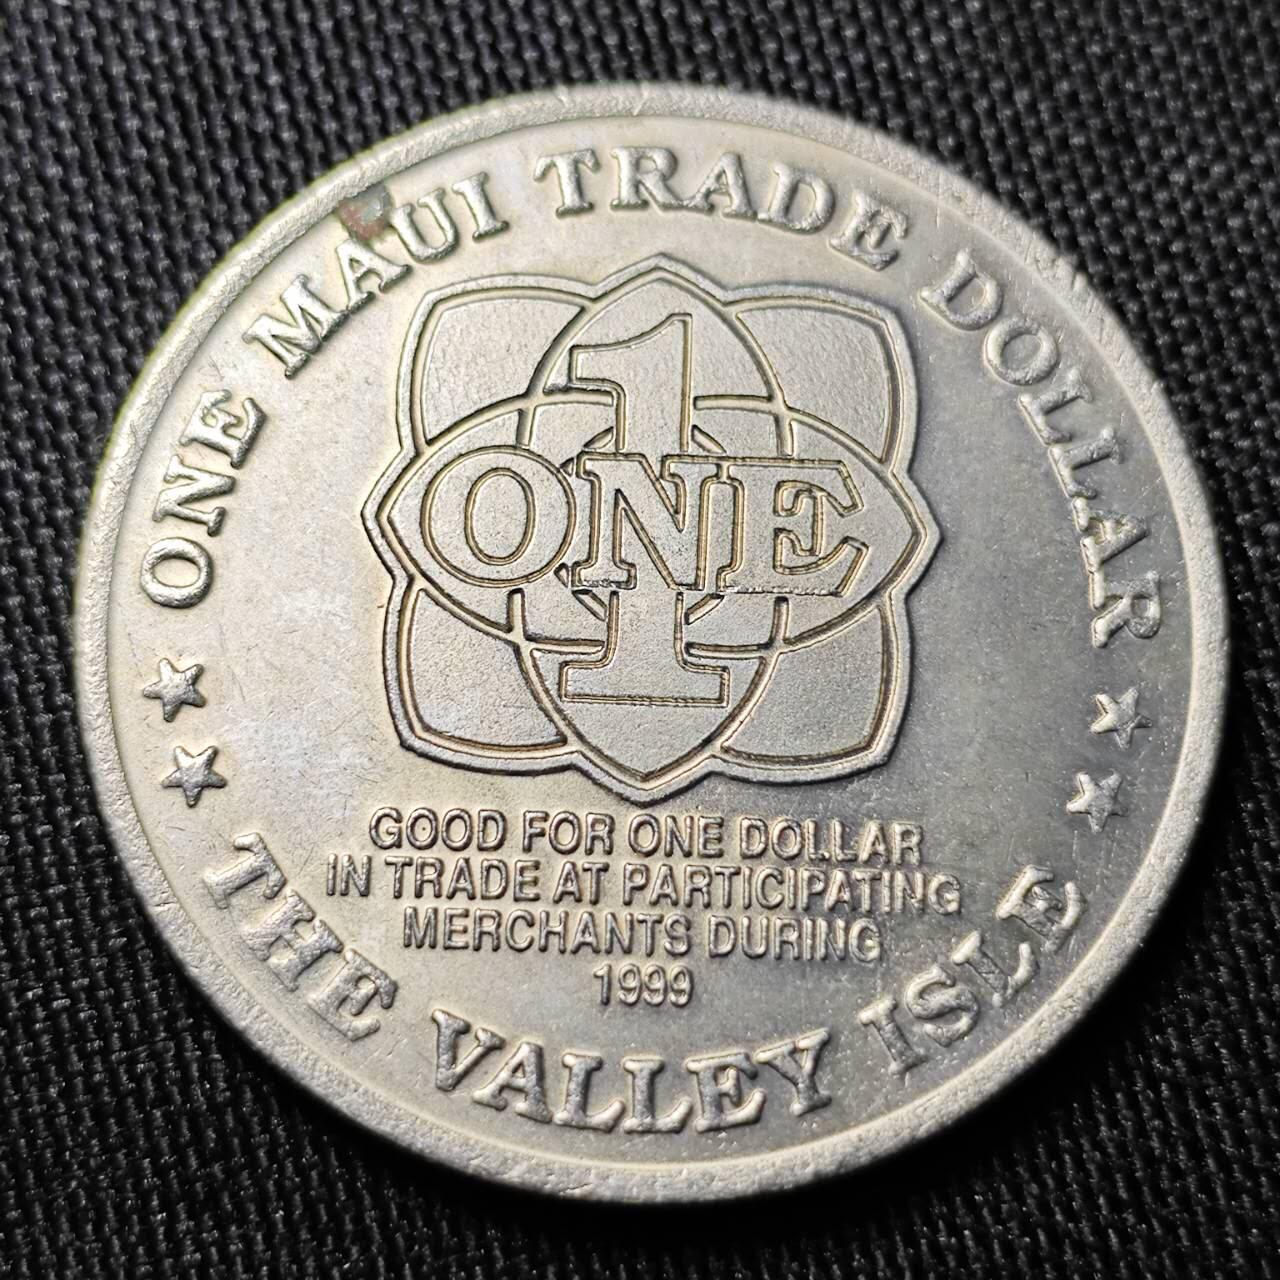 ONE MAUI TRADE DOLLAR
1
ONE
GOOD FOR ONE DOLLAR
IN TRADE AT PARTICIPATING
MERCHANTS DURING
1999
THE VALLEY ISLE